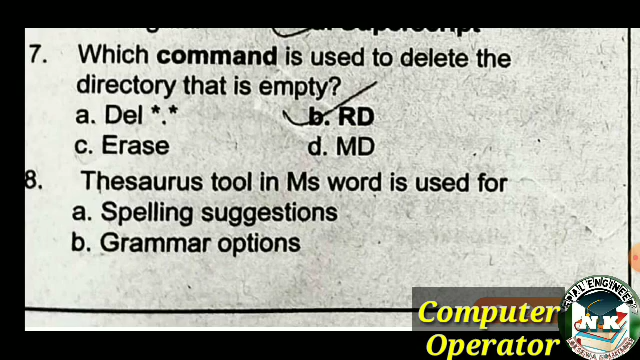 7. Which command is used to delete the
directory that is empty?
a. Del *.* b. RD
c. Erase d. MD
8. Thesaurus tool in Ms word is used for
a. Spelling suggestions
b. Grammar options
Computer
Operator
NK